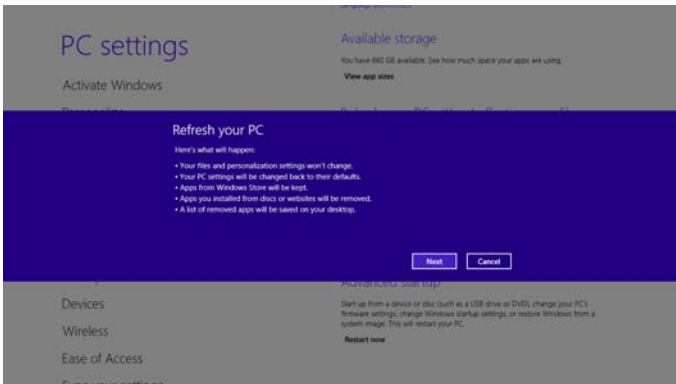 PC settings
Activate Windows
Available storage
You have 660 GB available. See how much space your apps are using.
View app sizes
Refresh your PC
Here's what will happen:
• Your files and personalization settings won't change.
• Your PC settings will be changed back to their defaults.
• Apps from Windows Store will be kept.
• Apps you installed from discs or websites will be removed.
• A list of removed apps will be saved on your desktop.
Next
Cancel
Devices
Wireless
Ease of Access
Advanced startup
Start up from a device or disc (such as a USB drive or DVD), change your PC's
firmware settings, change Windows startup settings, or restore Windows from a
system image. This will restart your PC.
Restart now